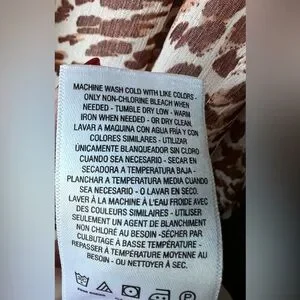 MACHINE WASH COLD WITH LIKE COLORS -
ONLY NON-CHLORINE BLEACH WHEN
NEEDED - TUMBLE DRY LOW - WARM
IRON WHEN NEEDED - OR DRY CLEAN.
LAVAR A MAQUINA CON AGUA FRÍA Y CON
COLORES SIMILARES - UTILIZAR
ÚNICAMENTE BLANQUEADOR SIN CLORO
CUANDO SEA NECESARIO - SECAR EN
SECADORA A TEMPERATURA BAJA -
PLANCHAR A TEMPERATURA MEDIA CUANDO
SEA NECESARIO - O LAVAR EN SECO.
LAVER À LA MACHINE À L'EAU FROIDE AVEC
DES COULEURS SIMILAIRES - UTILISER
SEULEMENT UN AGENT DE BLANCHIMENT
NON CHLORÉ AU BESOIN -SÉCHER PAR
CULBUTAGE À BASSE TEMPÉRATURE -
REPASSER À TEMPÉRATURE MOYENNE AU
BESOIN - OU NETTOYER À SEC.